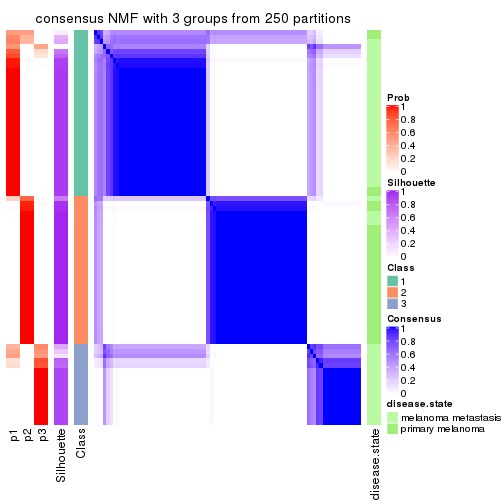 consensus NMF with 3 groups from 250 partitions
Prob
1
0.8
0.6
0.4
0.2
0
Silhouette
1
0.8
0.6
0.4
0.2
0
Class
1
2
3
Consensus
1
0.8
0.6
0.4
0.2
0
disease.state
melanoma metastasis
primary melanoma
p1
p2
p3
Silhouette
Class
disease.state